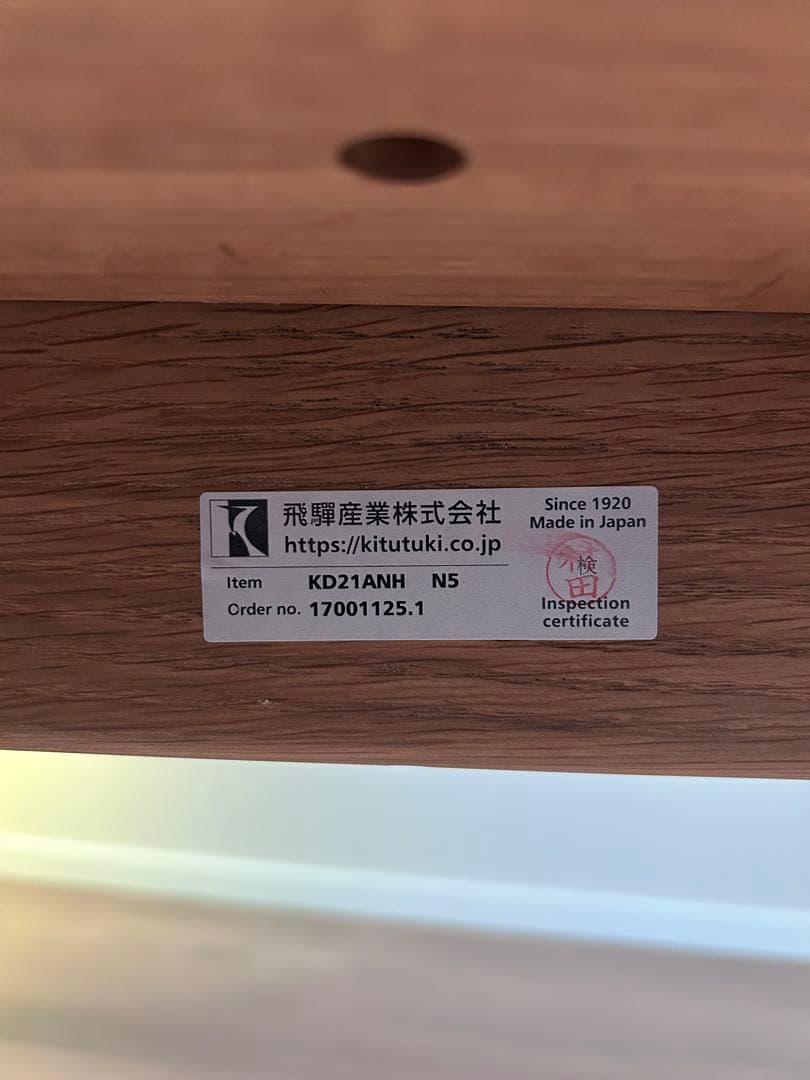 飛驒産業株式会社
https://kitutuki.co.jp
Item KD21ANH N5
Order no. 17001125.1
Since 1920
Made in Japan
検
田
Inspection
certificate